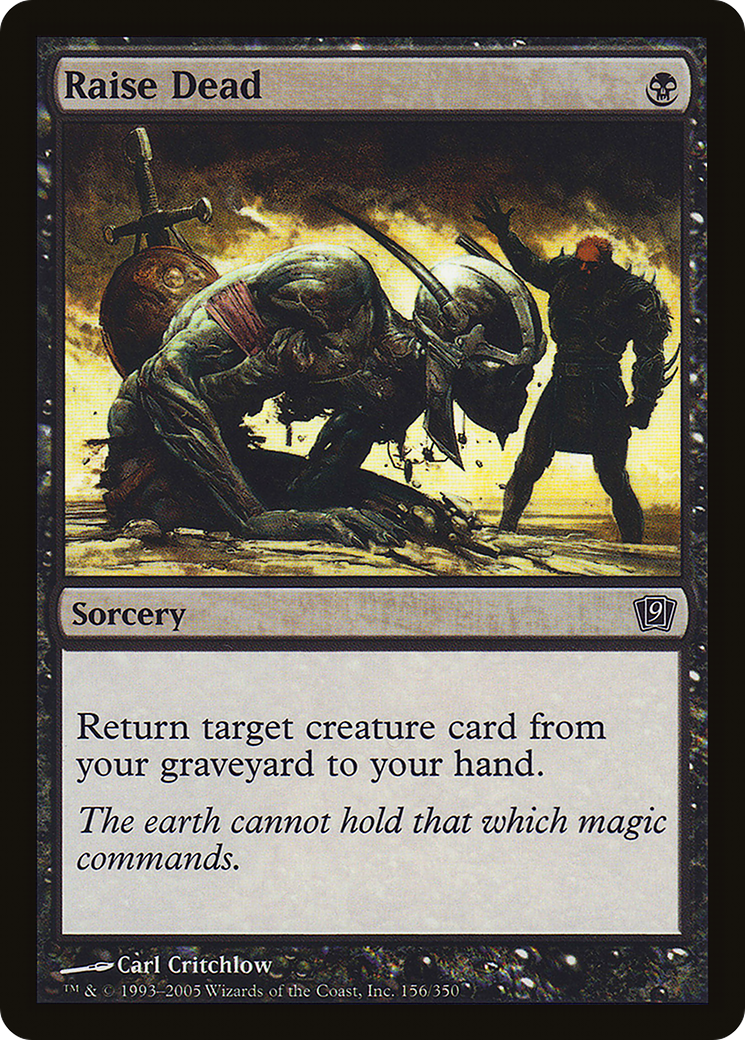 Raise Dead
Sorcery
9
Return target creature card from
your graveyard to your hand.
The earth cannot hold that which magic
commands.
Carl Critchlow
™ & © 1993–2005 Wizards of the Coast, Inc. 156/350